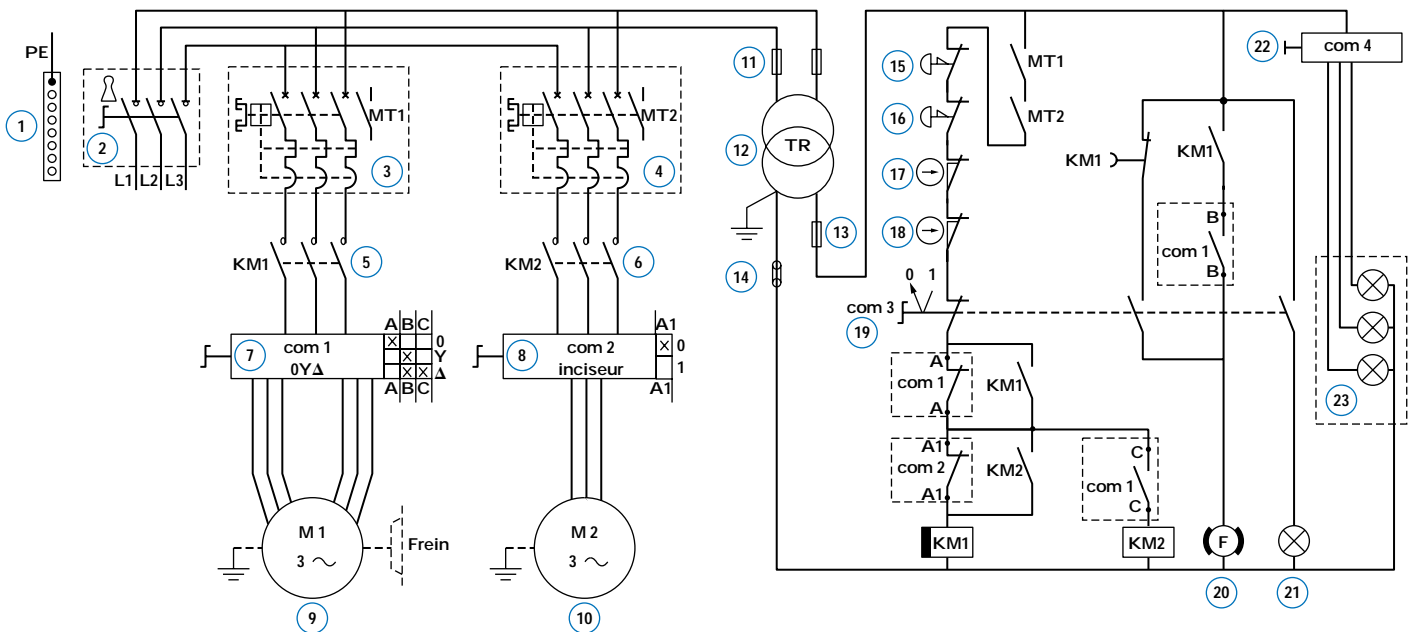 PE
1
2
L1 L2 L3
MT1
3
MT2
4
KM1
5
KM2
6
7
com 1
0YΔ
A B C
X 0
X Y
X X Δ
A B C
8
com 2
inciseur
A1
X 0
1
A1
M 1
3 ~
Frein
9
M 2
3 ~
10
11
12
TR
13
14
15
16
17
18
MT1
MT2
0 1
com 3
19
A
com 1
A
KM1
A1
com 2
A1
KM2
KM1
C
com 1
C
KM2
KM1
KM1
B
com 1
B
F
20
21
22
com 4
23